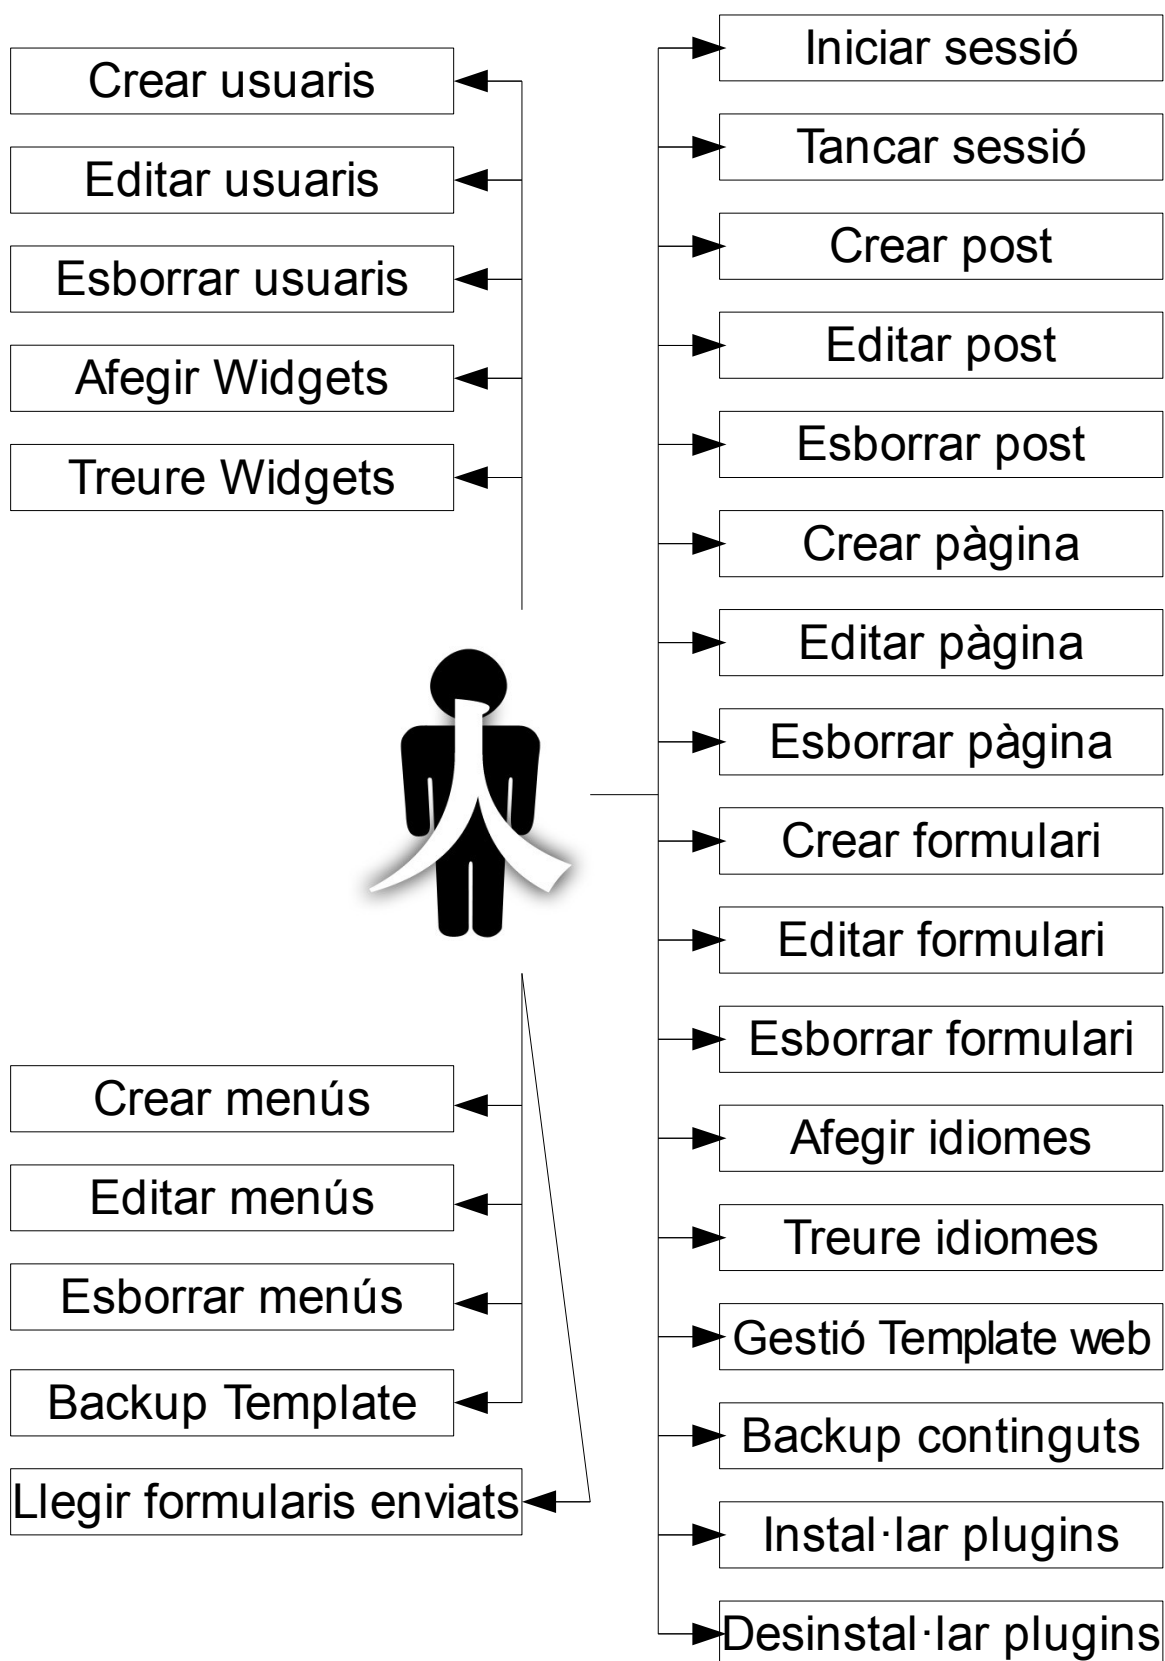 Crear usuaris
Editar usuaris
Esborrar usuaris
Afegir Widgets
Treure Widgets
Crear menús
Editar menús
Esborrar menús
Backup Template
Llegir formularis enviats
Iniciar sessió
Tancar sessió
Crear post
Editar post
Esborrar post
Crear pàgina
Editar pàgina
Esborrar pàgina
Crear formulari
Editar formulari
Esborrar formulari
Afegir idiomes
Treure idiomes
Gestió Template web
Backup continguts
Instal·lar plugins
Desinstal·lar plugins